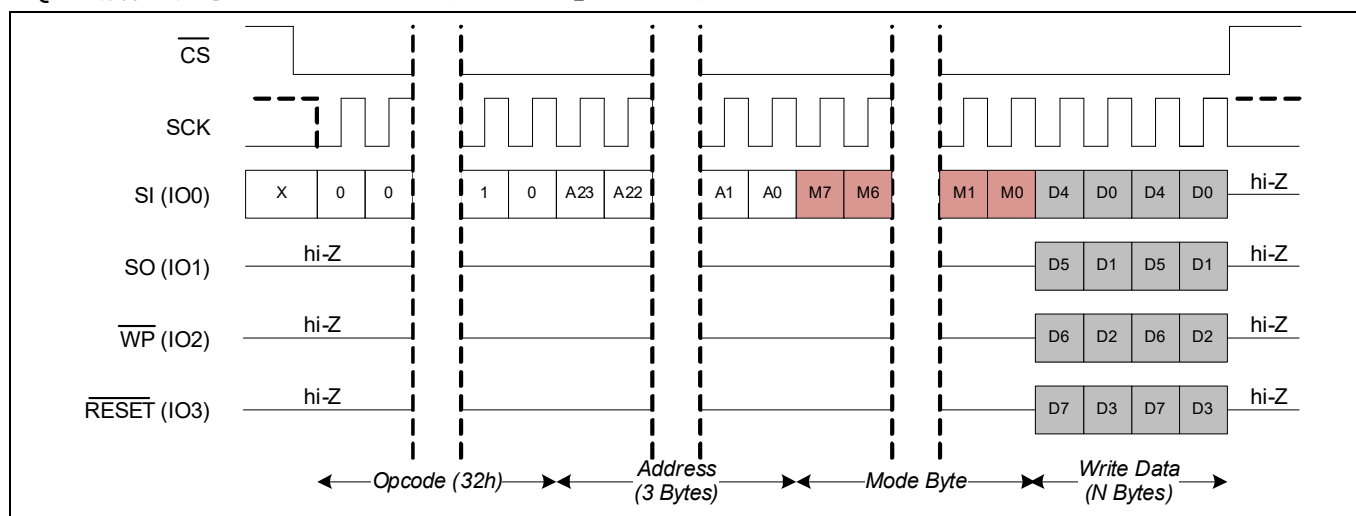 CS
SCK
SI (IO0) X 0 0 1 0 A23 A22 A1 A0 M7 M6 M1 M0 D4 D0 D4 D0 hi-Z
SO (IO1) hi-Z D5 D1 D5 D1 hi-Z
WP (IO2) hi-Z D6 D2 D6 D2 hi-Z
RESET (IO3) hi-Z D7 D3 D7 D3 hi-Z
Opcode (32h) Address (3 Bytes) Mode Byte Write Data (N Bytes)